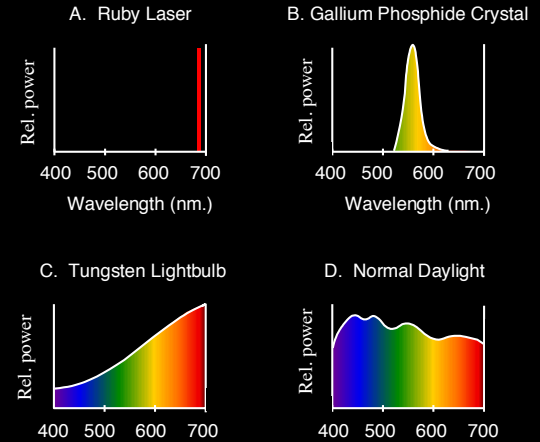 A. Ruby Laser
B. Gallium Phosphide Crystal
Rel. power
Rel. power
400 500 600 700
400 500 600 700
Wavelength (nm.)
Wavelength (nm.)
C. Tungsten Lightbulb
D. Normal Daylight
Rel. power
Rel. power
400 500 600 700
400 500 600 700